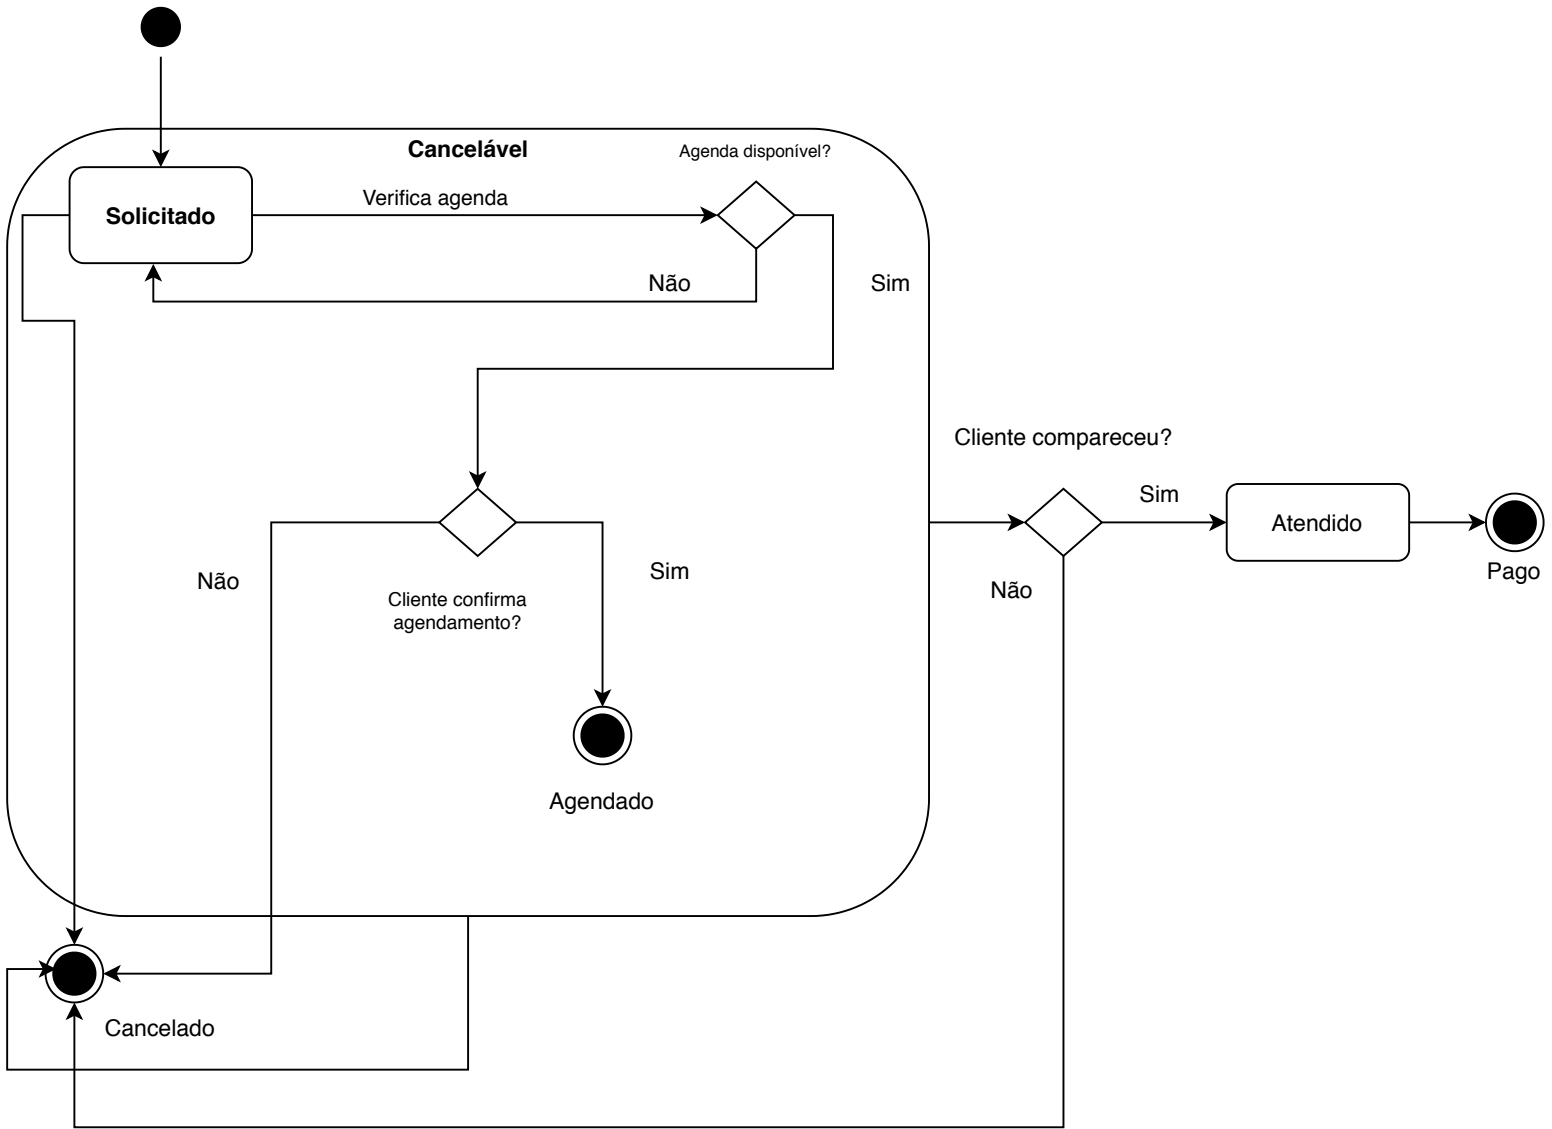 Cancelável
Agenda disponível?
Solicitado
Verifica agenda
Não
Sim
Cliente compareceu?
Sim
Atendido
Pago
Não
Sim
Não
Cliente confirma
agendamento?
Agendado
Cancelado